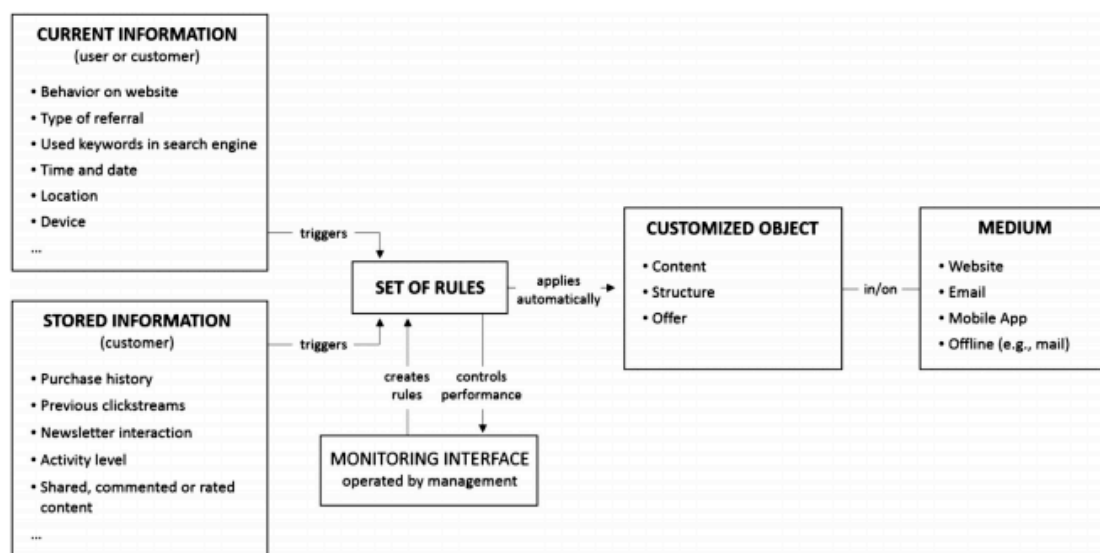 CURRENT INFORMATION
(user or customer)
• Behavior on website
• Type of referral
• Used keywords in search engine
• Time and date
• Location
• Device
...
triggers
STORED INFORMATION
(customer)
• Purchase history
• Previous clickstreams
• Newsletter interaction
• Activity level
• Shared, commented or rated
content
...
triggers
SET OF RULES
creates
rules
controls
performance
MONITORING INTERFACE
operated by management
applies
automatically
CUSTOMIZED OBJECT
• Content
• Structure
• Offer
in/on
MEDIUM
• Website
• Email
• Mobile App
• Offline (e.g., mail)